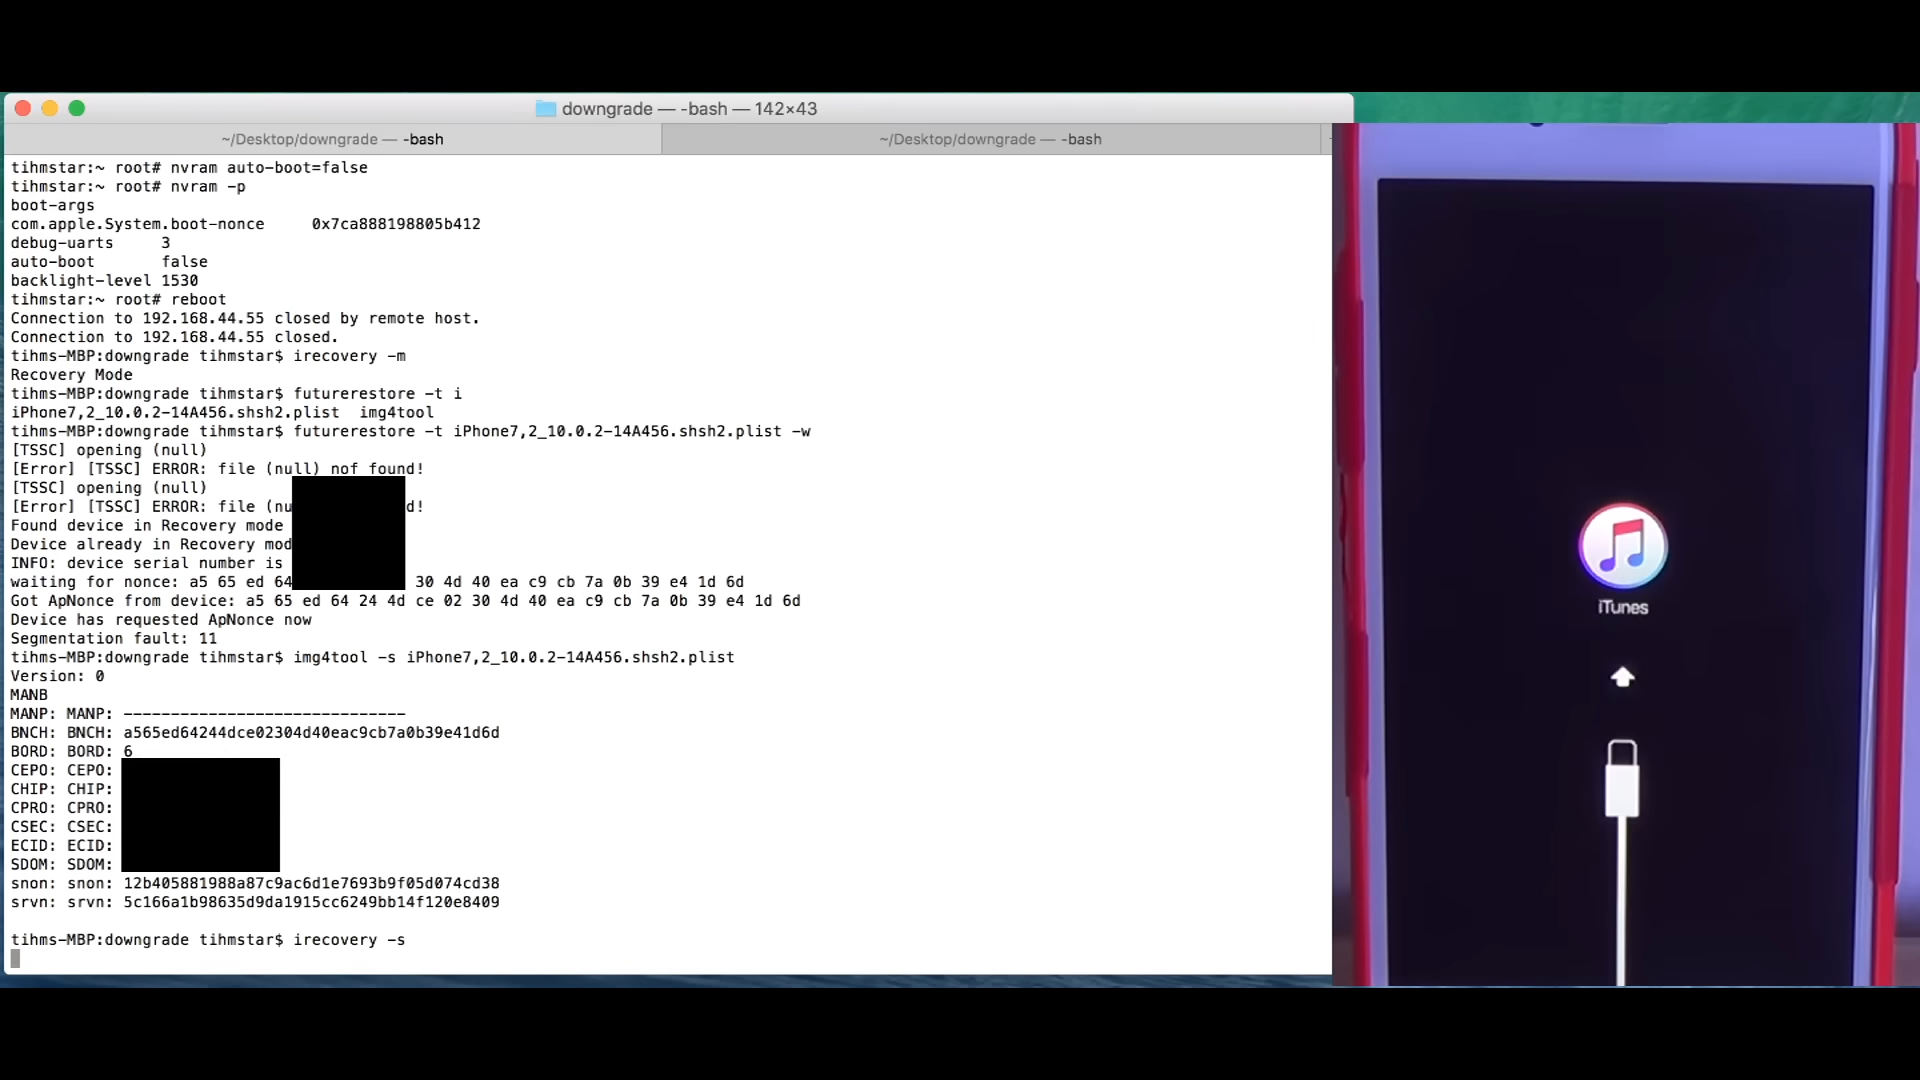 downgrade — -bash — 142×43
~/Desktop/downgrade — -bash
~/Desktop/downgrade — -bash
tihmstar:~ root# nvram auto-boot=false
tihmstar:~ root# nvram -p
boot-args
com.apple.System.boot-nonce 0x7ca888198805b412
debug-uarts 3
auto-boot false
backlight-level 1530
tihmstar:~ root# reboot
Connection to 192.168.44.55 closed by remote host.
Connection to 192.168.44.55 closed.
tihms-MBP:downgrade tihmstar$ irecovery -m
Recovery Mode
tihms-MBP:downgrade tihmstar$ futurerestore -t i
iPhone7,2_10.0.2-14A456.shsh2.plist img4tool
tihms-MBP:downgrade tihmstar$ futurerestore -t iPhone7,2_10.0.2-14A456.shsh2.plist -w
[TSSC] opening (null)
[Error] [TSSC] ERROR: file (null) nof found!
[TSSC] opening (null)
[Error] [TSSC] ERROR: file (nu d!
Found device in Recovery mode
Device already in Recovery mod
INFO: device serial number is
waiting for nonce: a5 65 ed 64 30 4d 40 ea c9 cb 7a 0b 39 e4 1d 6d
Got ApNonce from device: a5 65 ed 64 24 4d ce 02 30 4d 40 ea c9 cb 7a 0b 39 e4 1d 6d
Device has requested ApNonce now
Segmentation fault: 11
tihms-MBP:downgrade tihmstar$ img4tool -s iPhone7,2_10.0.2-14A456.shsh2.plist
Version: 0
MANB
MANP: MANP: ------------------------------
BNCH: BNCH: a565ed64244dce02304d40eac9cb7a0b39e41d6d
BORD: BORD: 6
CEPO: CEPO:
CHIP: CHIP:
CPRO: CPRO:
CSEC: CSEC:
ECID: ECID:
SDOM: SDOM:
snon: snon: 12b405881988a87c9ac6d1e7693b9f05d074cd38
srvn: srvn: 5c166a1b98635d9da1915cc6249bb14f120e8409
tihms-MBP:downgrade tihmstar$ irecovery -s
iTunes